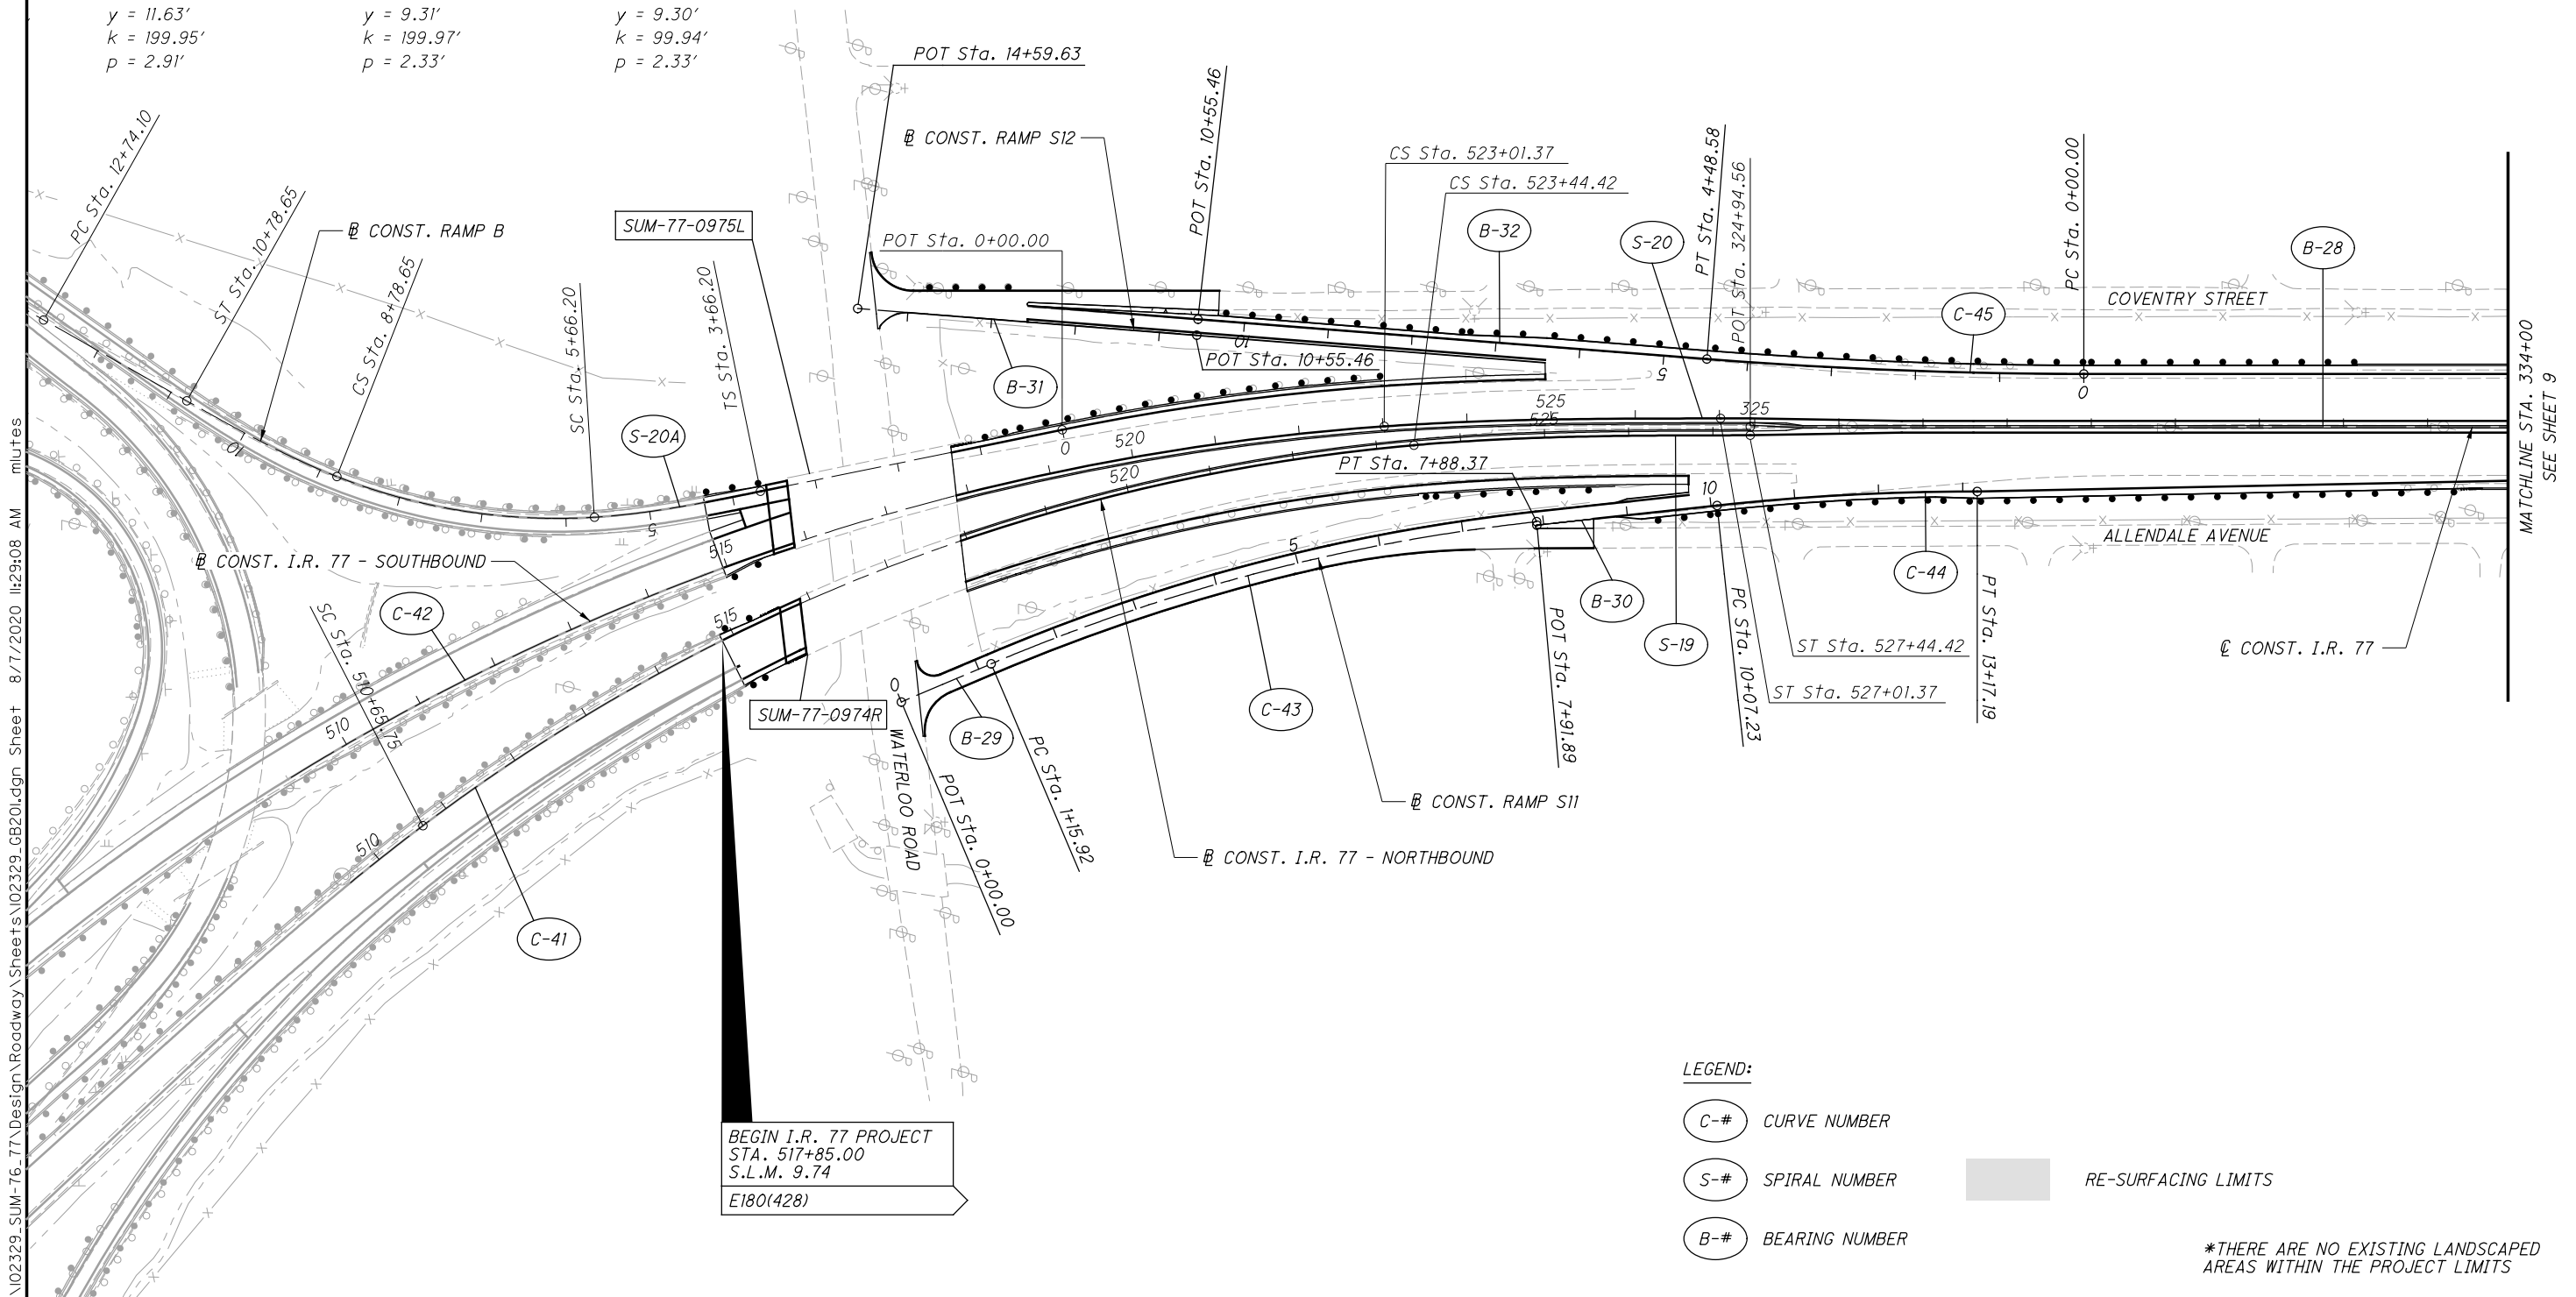 y = 11.63'
k = 199.95'
p = 2.91'
y = 9.31'
k = 199.97'
p = 2.33'
y = 9.30'
k = 99.94'
p = 2.33'
POT Sta. 14+59.63
POT Sta. 10+55.46
℄ CONST. RAMP S12
PC Sta. 12+74.10
ST Sta. 10+78.65
CS Sta. 8+78.65
SC Sta. 5+66.20
TS Sta. 3+66.20
CS Sta. 523+01.37
CS Sta. 523+44.42
PT Sta. 4+48.58
POT Sta. 324+94.56
PC Sta. 0+00.00
B CONST. RAMP B
SUM-77-0975L
POT Sta. 0+00.00
B-32
S-20
B-28
COVENTRY STREET
C-45
10
POT Sta. 10+55.46
5
0
B-31
MATCHLINE STA. 334+00
SEE SHEET 9
525
525
325
S-20A
10
5
0
520
520
PT Sta. 7+88.37
10
515
5
B CONST. I.R. 77 - SOUTHBOUND
C-42
SC Sta. 510+65.75
515
ALLENDALE AVENUE
C-44
B-30
S-19
ST Sta. 527+44.42
ST Sta. 527+01.37
PC Sta. 10+07.23
PT Sta. 13+17.19
POT Sta. 7+91.89
℄ CONST. I.R. 77
SUM-77-0974R
0
B-29
C-43
510
510
WATERLOO ROAD
POT Sta. 0+00.00
PC Sta. 1+15.92
B CONST. RAMP S11
B CONST. I.R. 77 - NORTHBOUND
C-41
BEGIN I.R. 77 PROJECT
STA. 517+85.00
S.L.M. 9.74
E180(428)
LEGEND:
C-# CURVE NUMBER
S-# SPIRAL NUMBER
RE-SURFACING LIMITS
B-# BEARING NUMBER
*THERE ARE NO EXISTING LANDSCAPED
AREAS WITHIN THE PROJECT LIMITS
\102329_SUM-76_77\Design\Roadway\Sheets\102329_GB201.dgn Sheet 8/7/2020 11:29:08 AM mlutes